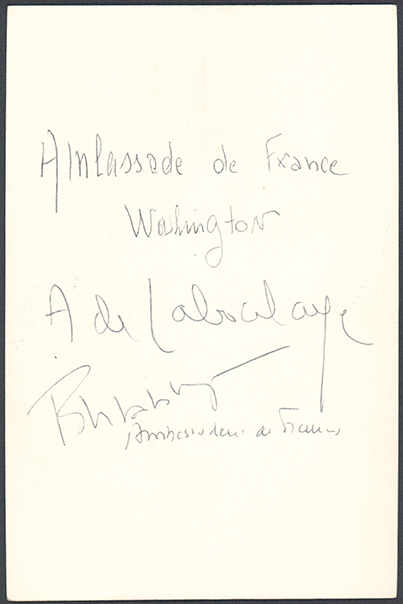 Ambassade de France
Washington
A de Laboulaye
Ambassadeur de France